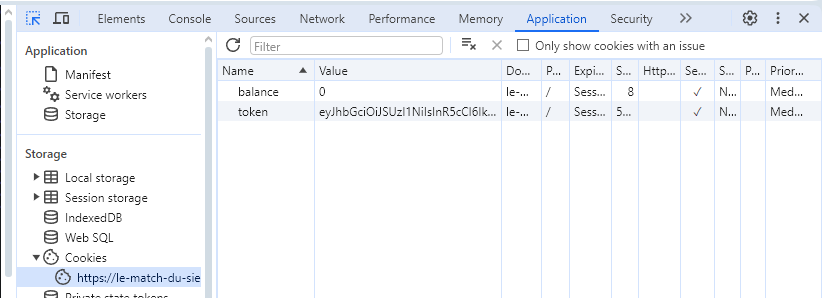 Elements Console Sources Network Performance Memory Application Security
Application
Manifest
Service workers
Storage
Storage
Local storage
Session storage
IndexedDB
Web SQL
Cookies
https://le-match-du-sie
Private state tokens
Filter
Only show cookies with an issue
Name Value Do... P... Expi... S... Http... Se... S... P... Prior...
balance 0 le-... / Sess... 8 ✓ N... Med...
token eyJhbGciOiJSUzI1NiIsInR5cCI6Ik... le-... / Sess... 5... ✓ N... Med...